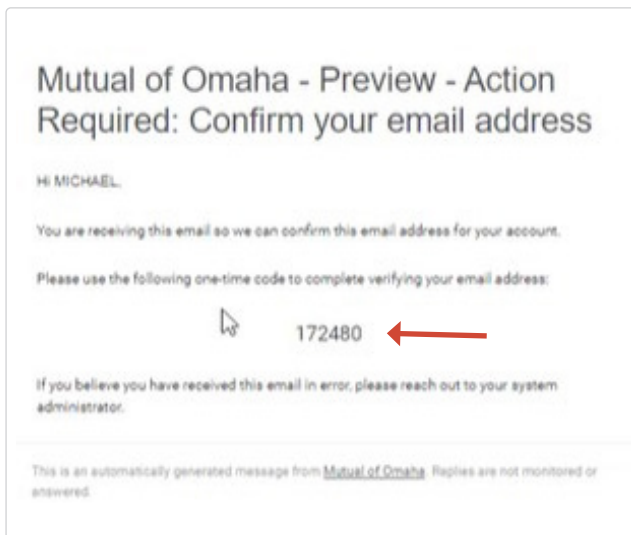 Mutual of Omaha - Preview - Action
Required: Confirm your email address
Hi MICHAEL,
You are receiving this email so we can confirm this email address for your account.
Please use the following one-time code to complete verifying your email address:
172480
If you believe you have received this email in error, please reach out to your system
administrator.
This is an automatically generated message from Mutual of Omaha. Replies are not monitored or
answered.